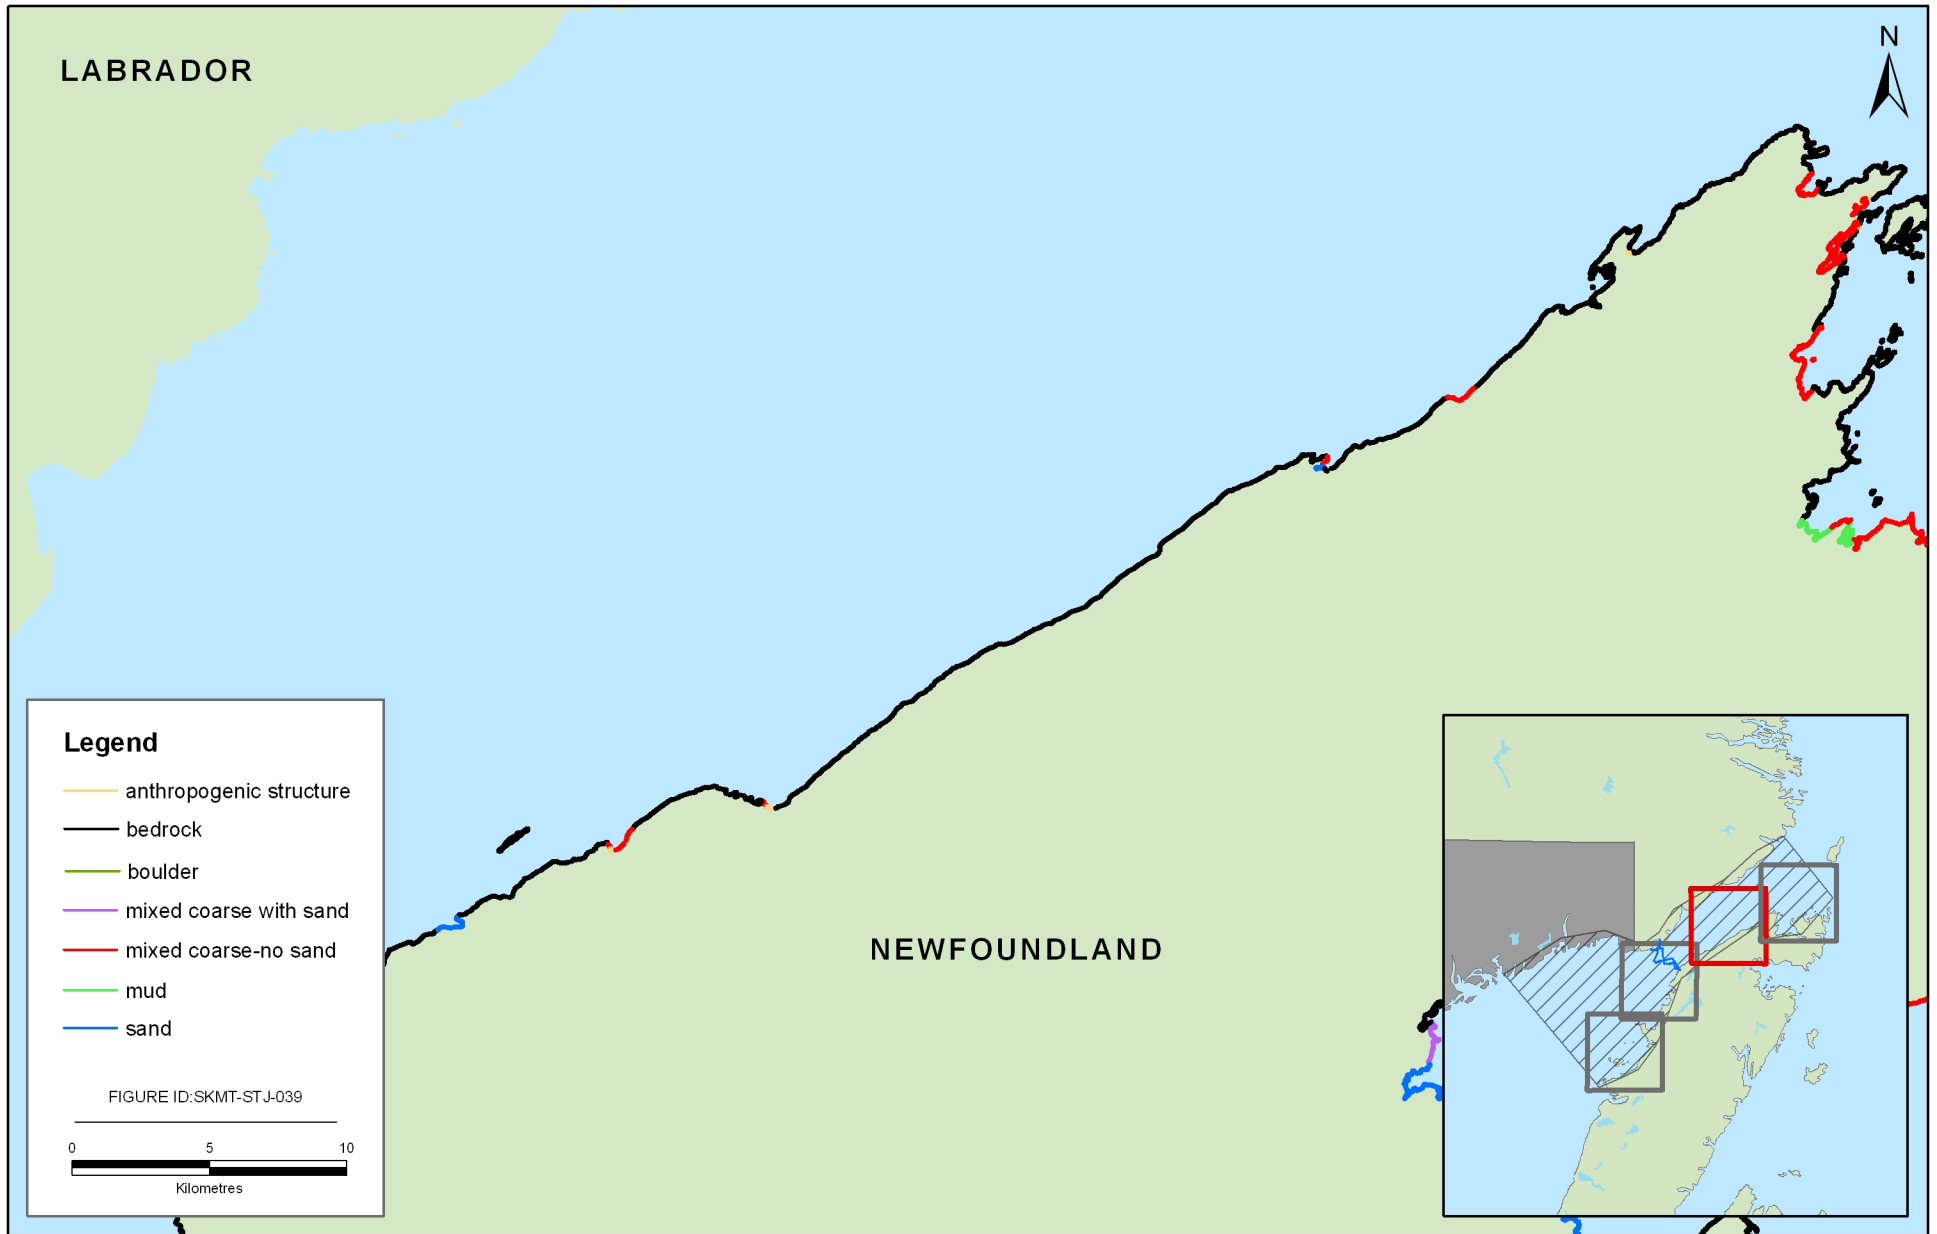 LABRADOR
N
Legend
anthropogenic structure
bedrock
boulder
mixed coarse with sand
mixed coarse-no sand
mud
sand
FIGURE ID:SKMT-STJ-039
0 5 10
Kilometres
NEWFOUNDLAND